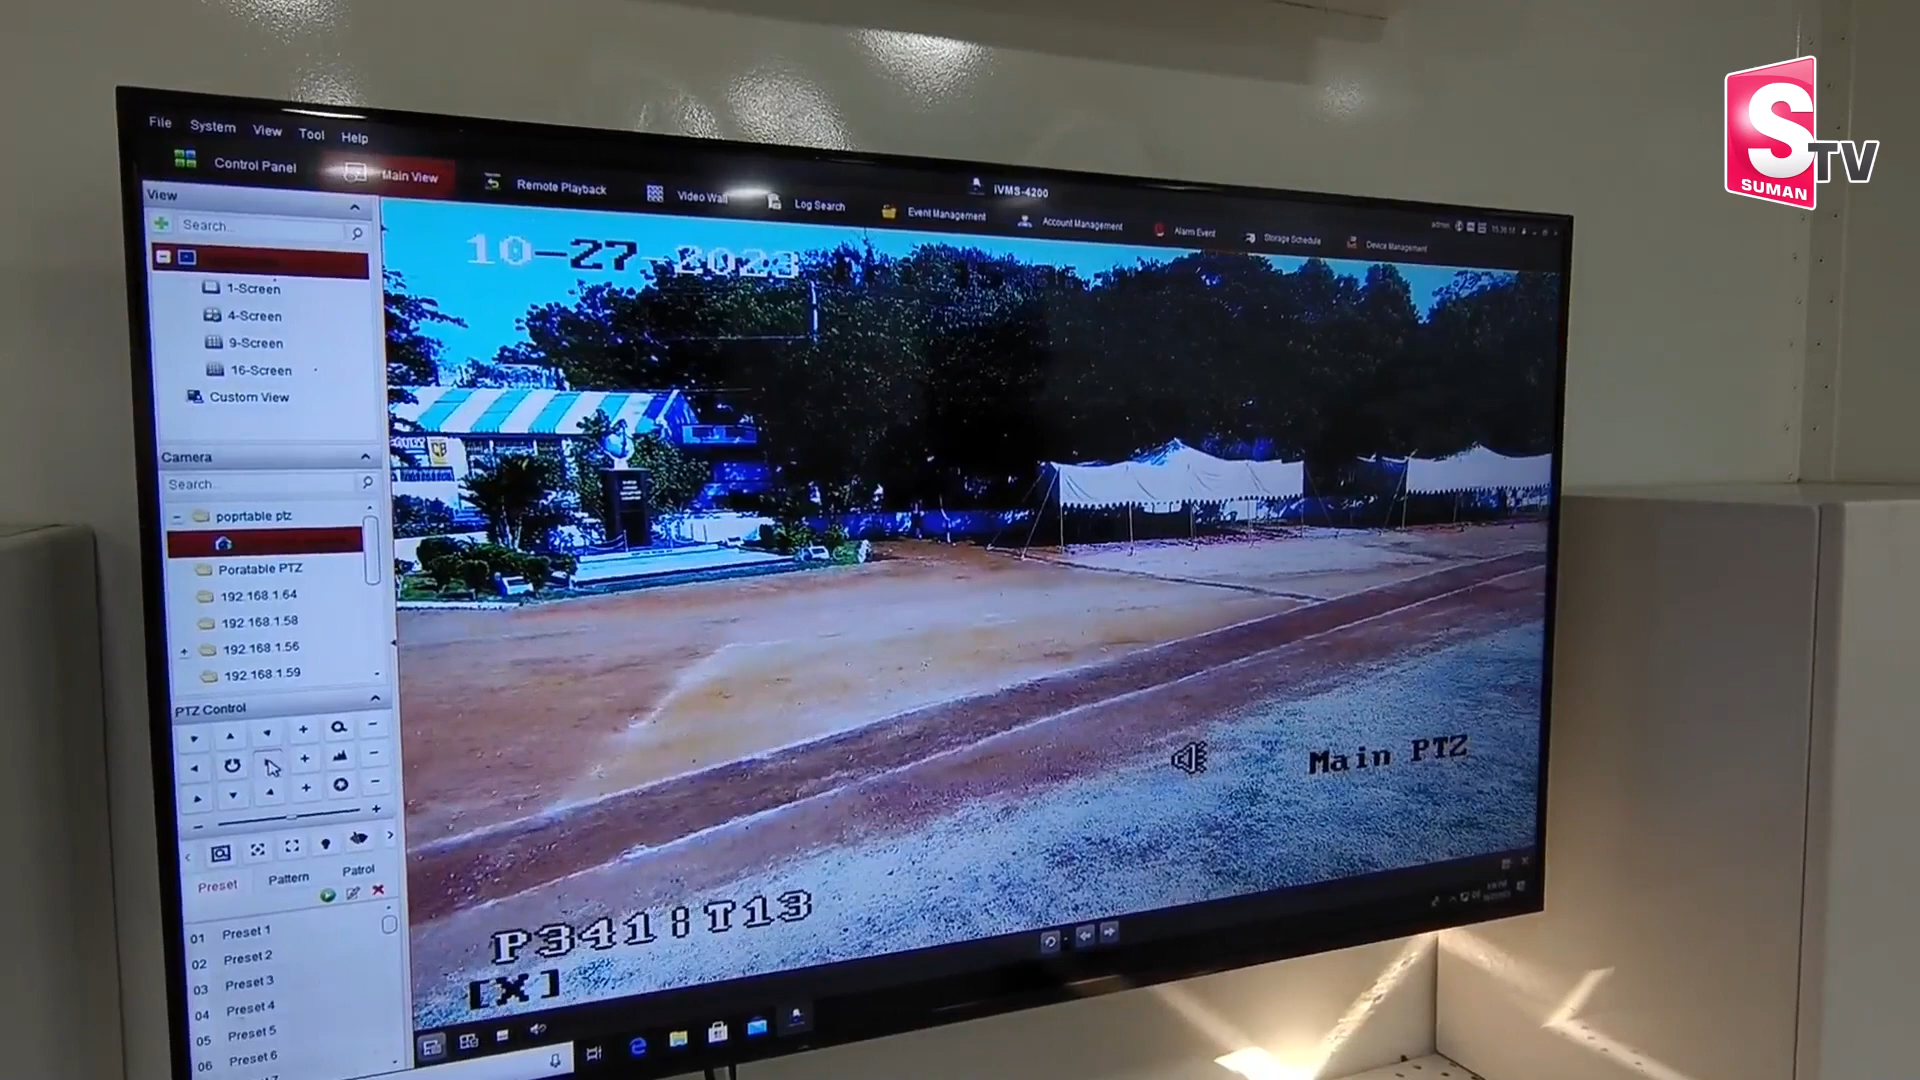 S TV
SUMAN
File System View Tool Help
iVMS-4200
admin
Control Panel Main View Remote Playback Video Wall Log Search Event Management Account Management Alarm Event Storage Schedule Device Management
View
Search...
1-Screen
4-Screen
9-Screen
16-Screen
Custom View
Camera
Search...
poprtable ptz
Poratable PTZ
192.168.1.64
192.168.1.58
192.168.1.56
192.168.1.59
PTZ Control
Preset Pattern Patrol
01 Preset 1
02 Preset 2
03 Preset 3
04 Preset 4
05 Preset 5
06 Preset 6
10-27-2023
CB
Main PTZ
P341:T13
[X]